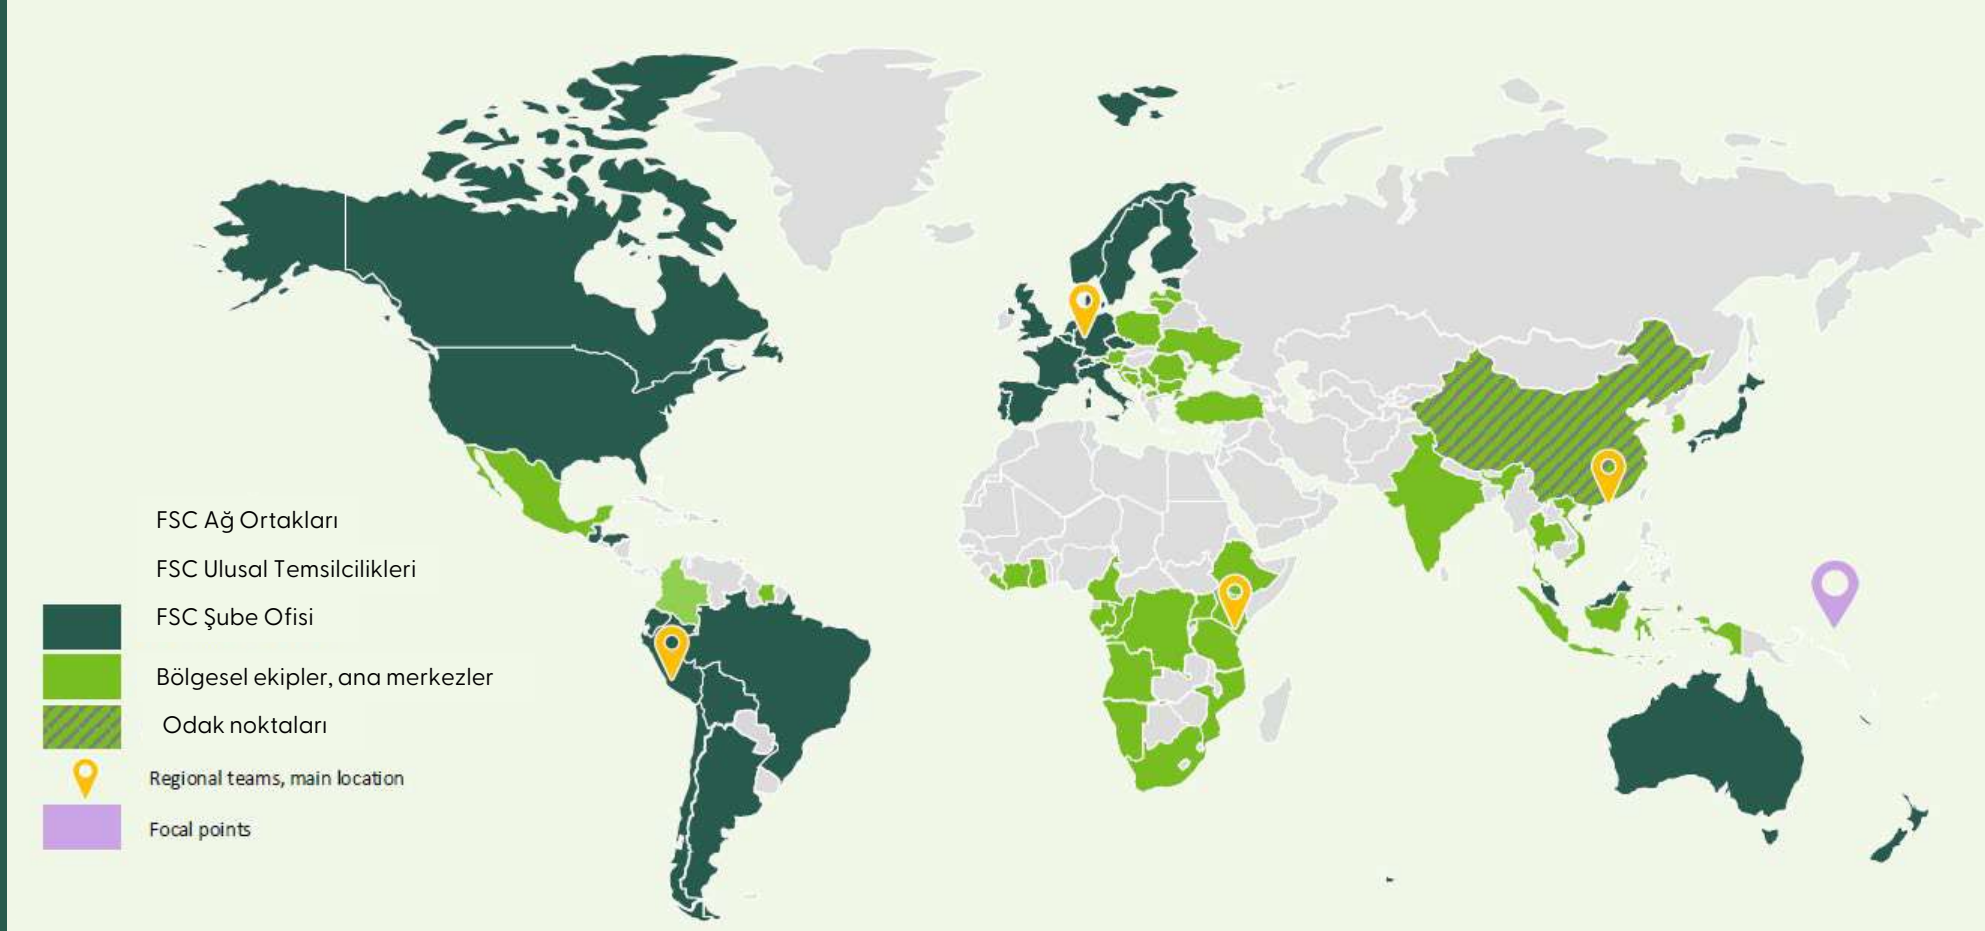 FSC Ağ Ortakları
FSC Ulusal Temsilcilikleri
FSC Şube Ofisi
Bölgesel ekipler, ana merkezler
Odak noktaları
Regional teams, main location
Focal points